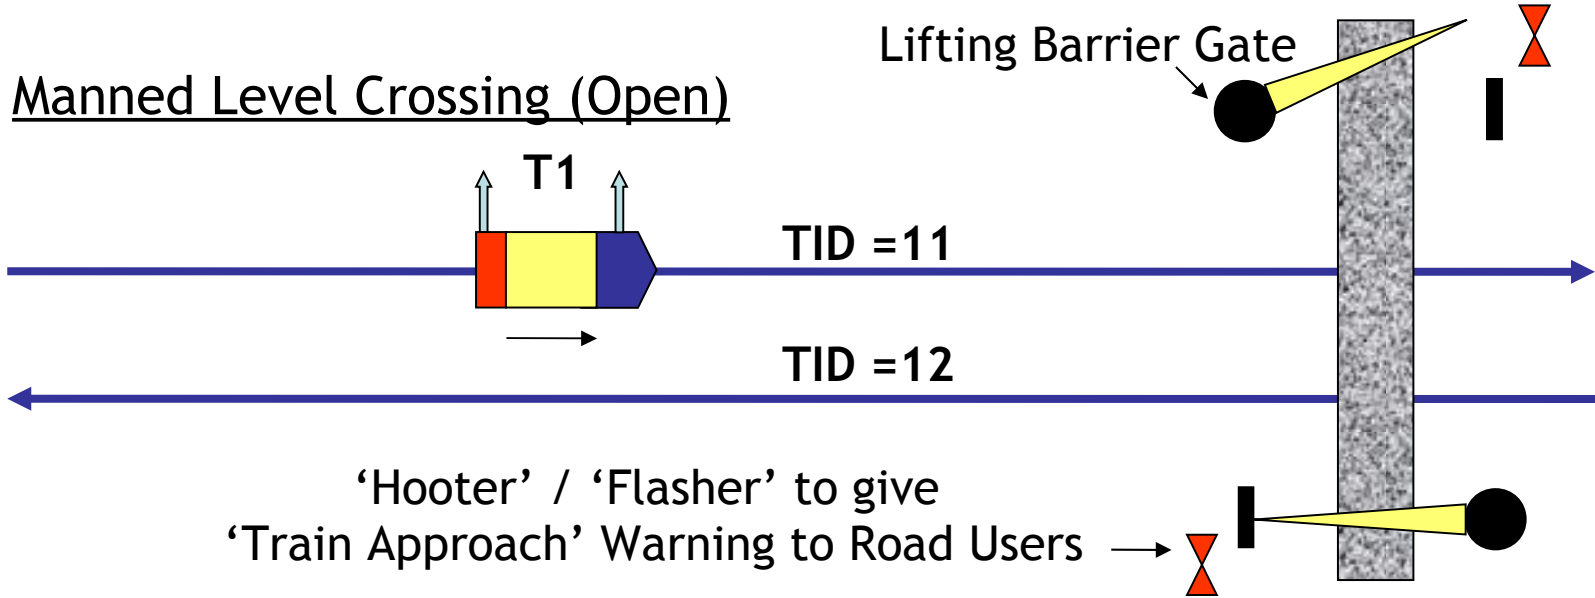 Lifting Barrier Gate
Manned Level Crossing (Open)
T1
TID =11
TID =12
‘Hooter’ / ‘Flasher’ to give
‘Train Approach’ Warning to Road Users